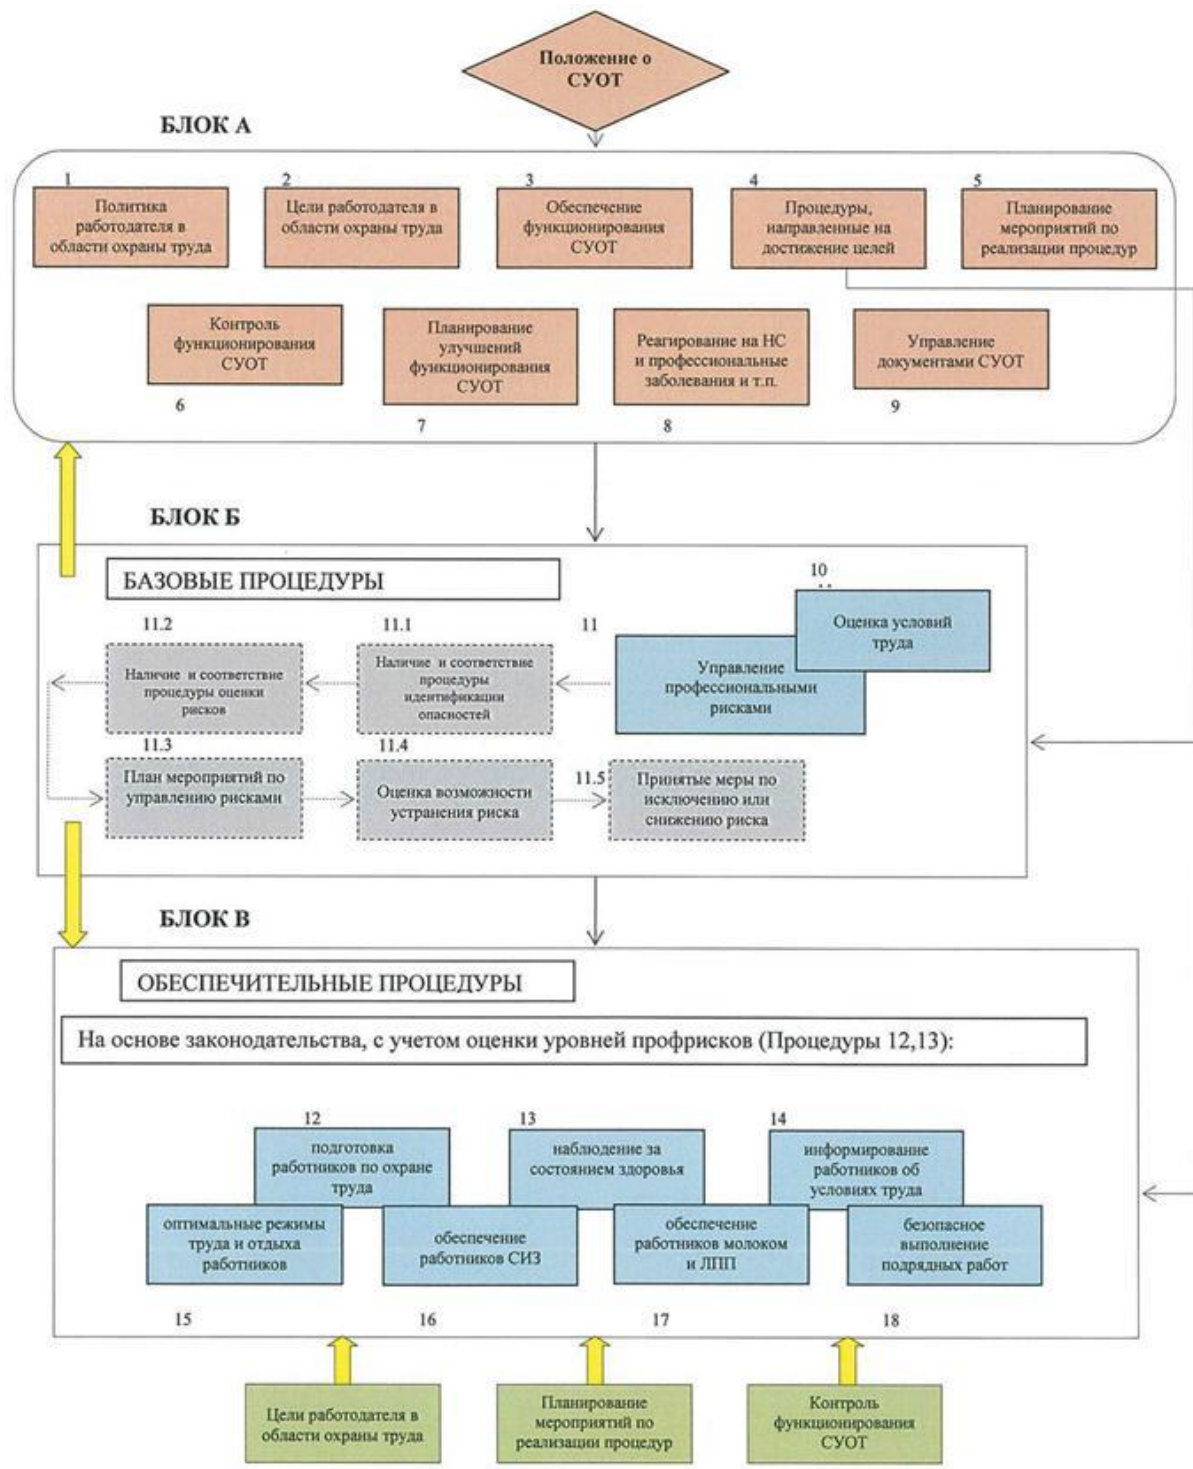 Положение о
СУОТ
БЛОК А
1
Политика
работодателя в
области охраны труда
2
Цели работодателя в
области охраны труда
3
Обеспечение
функционирования
СУОТ
4
Процедуры,
направленные на
достижение целей
5
Планирование
мероприятий по
реализации процедур
Контроль
функционирования
СУОТ
6
Планирование
улучшений
функционирования
СУОТ
7
Реагирование на НС
и профессиональные
заболевания и т.п.
8
Управление
документами СУОТ
9
БЛОК Б
БАЗОВЫЕ ПРОЦЕДУРЫ
10
Оценка условий
труда
11
Управление
профессиональными
рисками
11.1
Наличие и соответствие
процедуры
идентификации
опасностей
11.2
Наличие и соответствие
процедуры оценки
рисков
11.3
План мероприятий по
управлению рисками
11.4
Оценка возможности
устранения риска
11.5
Принятые меры по
исключению или
снижению риска
БЛОК В
ОБЕСПЕЧИТЕЛЬНЫЕ ПРОЦЕДУРЫ
На основе законодательства, с учетом оценки уровней профрисков (Процедуры 12,13):
12
подготовка
работников по охране
труда
13
наблюдение за
состоянием здоровья
14
информирование
работников об
условиях труда
оптимальные режимы
труда и отдыха
работников
15
обеспечение
работников СИЗ
16
обеспечение
работников молоком
и ЛПП
17
безопасное
выполнение
подрядных работ
18
Цели работодателя в
области охраны труда
Планирование
мероприятий по
реализации процедур
Контроль
функционирования
СУОТ